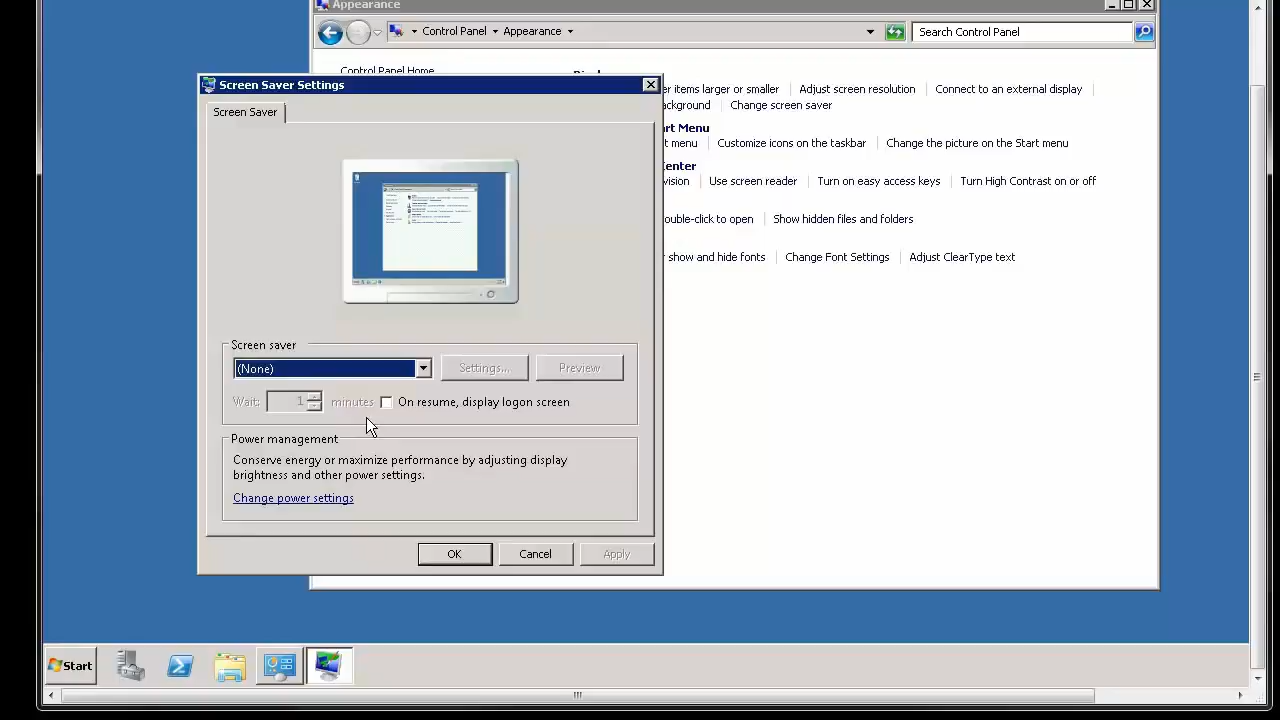 Appearance
Control Panel Appearance
Search Control Panel
Control Panel Home
Screen Saver Settings
er items larger or smaller Adjust screen resolution Connect to an external display
ackground Change screen saver
Screen Saver
art Menu
t menu Customize icons on the taskbar Change the picture on the Start menu
Center
vision Use screen reader Turn on easy access keys Turn High Contrast on or off
ouble-click to open Show hidden files and folders
show and hide fonts Change Font Settings Adjust ClearType text
Screen saver
(None) Settings... Preview
Wait: 1 minutes On resume, display logon screen
Power management
Conserve energy or maximize performance by adjusting display
brightness and other power settings.
Change power settings
OK Cancel Apply
Start